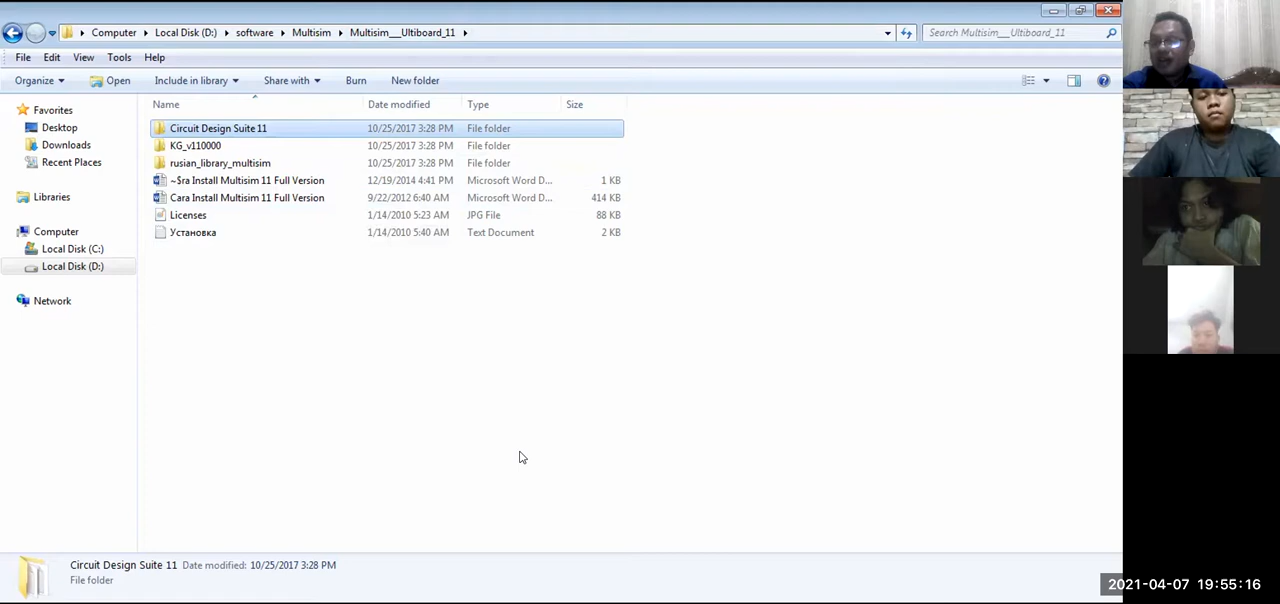 Computer Local Disk (D:) software Multisim Multisim__Ultiboard_11 Search Multisim__Ultiboard_11
File Edit View Tools Help
Organize Open Include in library Share with Burn New folder
Name Date modified Type Size
Favorites
Desktop
Downloads
Recent Places
Libraries
Computer
Local Disk (C:)
Local Disk (D:)
Network
Circuit Design Suite 11 10/25/2017 3:28 PM File folder
KG_v110000 10/25/2017 3:28 PM File folder
rusian_library_multisim 10/25/2017 3:28 PM File folder
~$ra Install Multisim 11 Full Version 12/19/2014 4:41 PM Microsoft Word D... 1 KB
Cara Install Multisim 11 Full Version 9/22/2012 6:40 AM Microsoft Word D... 414 KB
Licenses 1/14/2010 5:23 AM JPG File 88 KB
Установка 1/14/2010 5:40 AM Text Document 2 KB
Circuit Design Suite 11 Date modified: 10/25/2017 3:28 PM
File folder
2021-04-07 19:55:16